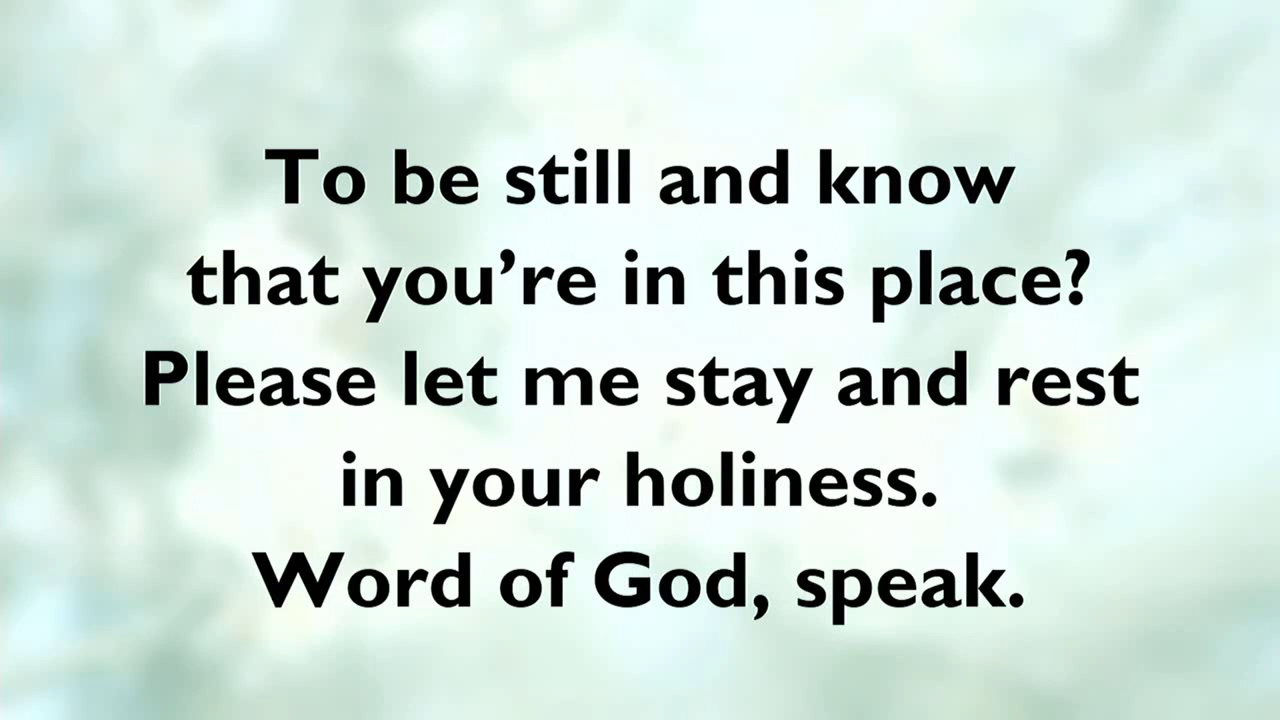 To be still and know
that you’re in this place?
Please let me stay and rest
in your holiness.
Word of God, speak.